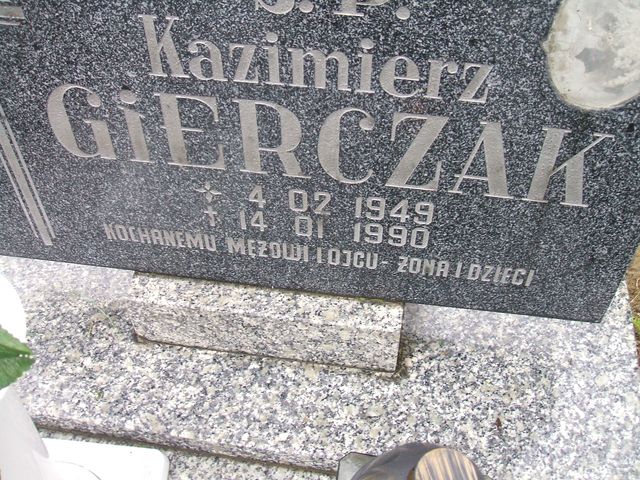 Ś. P.
Kazimierz
GiERCZAK
* 4 02 1949
† 14 01 1990
KOCHANEMU MĘŻOWI I OJCU - ŻONA I DZIECI